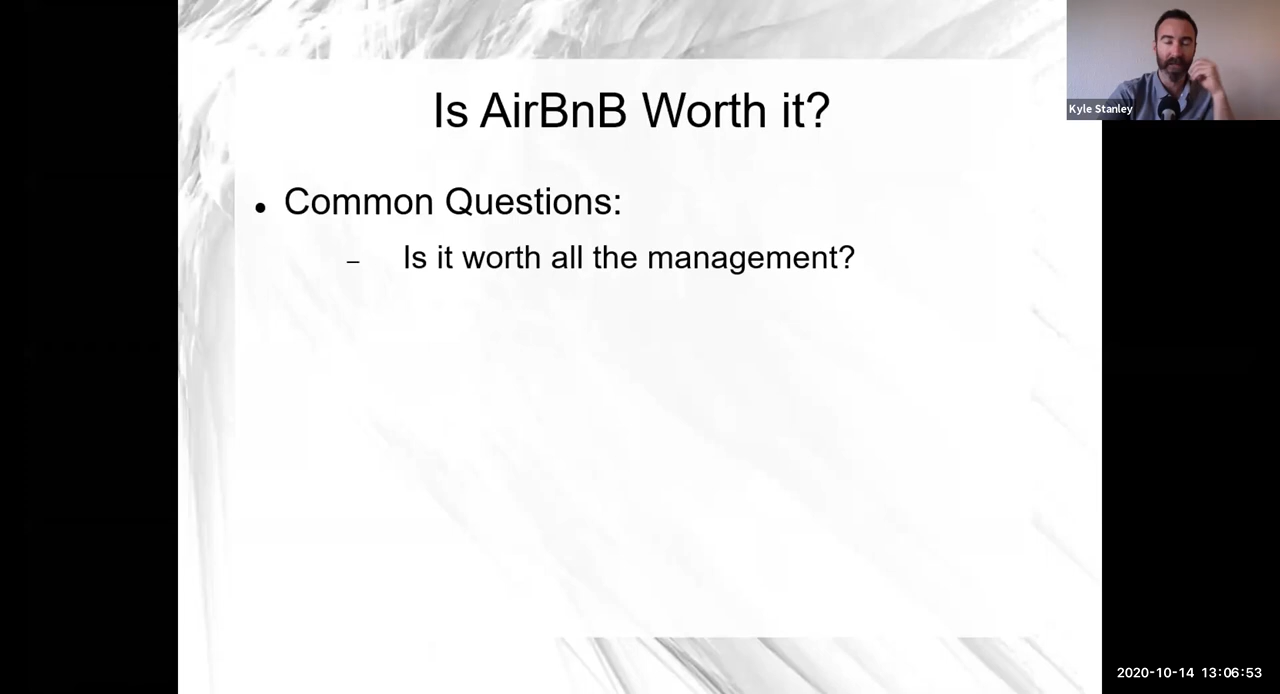 Is AirBnB Worth it?
● Common Questions:
– Is it worth all the management?
Kyle Stanley
2020-10-14 13:06:53